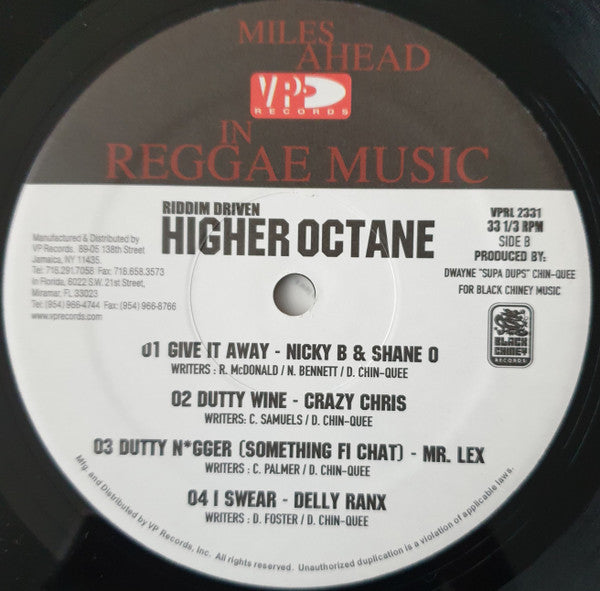 MILES
AHEAD
VP
RECORDS
IN
REGGAE MUSIC
RIDDIM DRIVEN
HIGHER OCTANE
Manufactured & Distributed by
VP Records, 89-05 138th Street
Jamaica, NY 11435.
Tel: 718.291.7058 Fax: 718.658.3573
in Florida, 6022 S.W. 21st Street,
Miramar, FL 33023
Tel: (954) 966-4744 Fax: (954) 966-8766
www.vprecords.com
VPRL 2331
33 1/3 RPM
SIDE B
PRODUCED BY:
DWAYNE "SUPA DUPS" CHIN-QUEE
FOR BLACK CHINEY MUSIC
BLACK
CHINEY
RECORDS
01 GIVE IT AWAY - NICKY B & SHANE O
WRITERS : R. McDONALD / N. BENNETT / D. CHIN-QUEE
02 DUTTY WINE - CRAZY CHRIS
WRITERS: C. SAMUELS / D. CHIN-QUEE
03 DUTTY N*GGER (SOMETHING FI CHAT) - MR. LEX
WRITERS : C. PALMER / D. CHIN-QUEE
04 I SWEAR - DELLY RANX
WRITERS : D. FOSTER / D. CHIN-QUEE
Mfg. and Distributed by VP Records, Inc. All rights reserved. Unauthorized duplication is a violation of applicable laws.